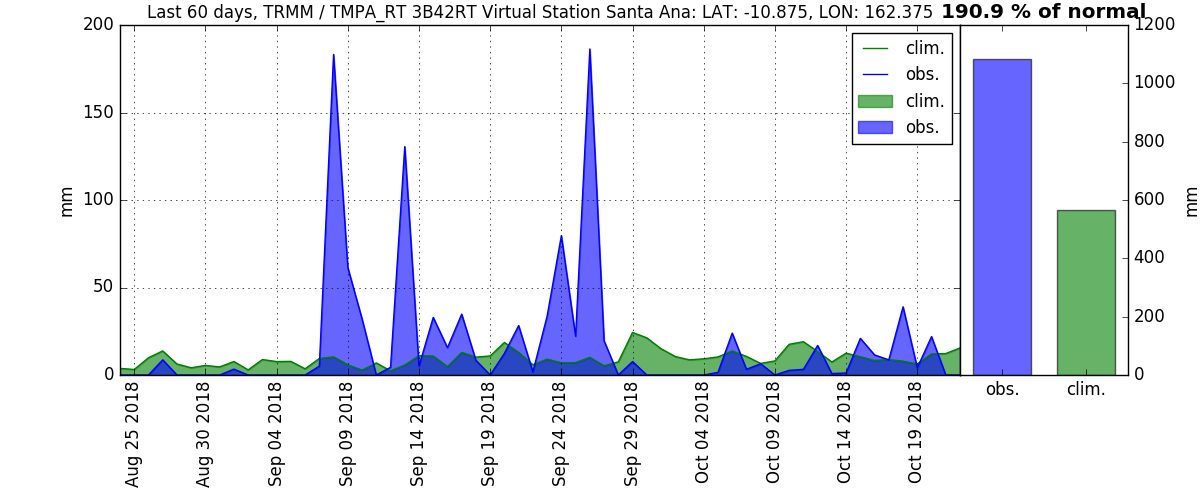 Last 60 days, TRMM / TMPA_RT 3B42RT Virtual Station Santa Ana: LAT: -10.875, LON: 162.375 190.9 % of normal
200
150
100
50
0
mm
clim.
obs.
clim.
obs.
Aug 25 2018
Aug 30 2018
Sep 04 2018
Sep 09 2018
Sep 14 2018
Sep 19 2018
Sep 24 2018
Sep 29 2018
Oct 04 2018
Oct 09 2018
Oct 14 2018
Oct 19 2018
1200
1000
800
600
400
200
0
mm
obs.
clim.